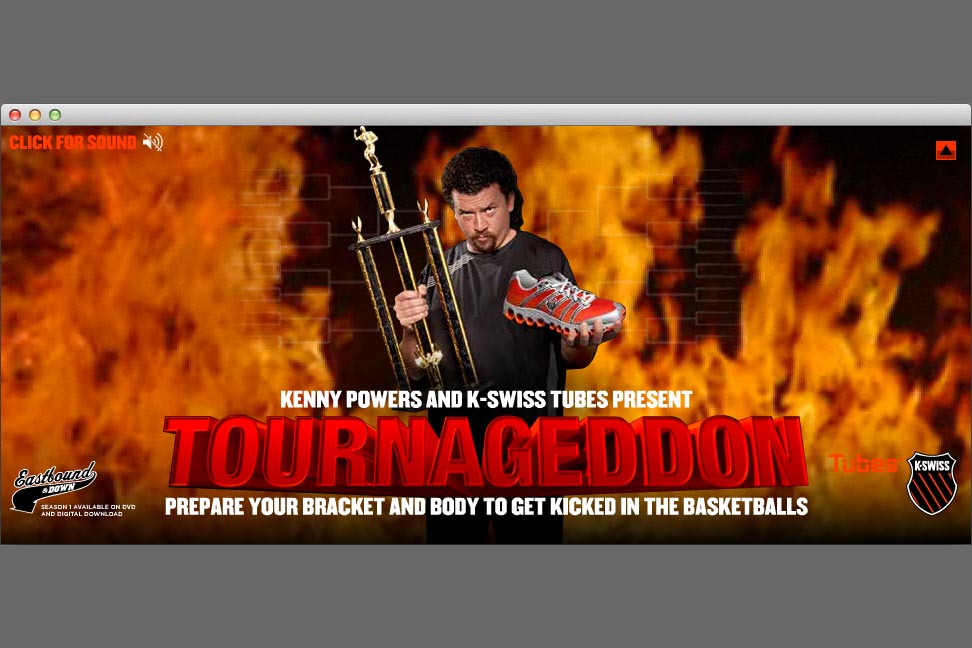 CLICK FOR SOUND
KENNY POWERS AND K-SWISS TUBES PRESENT
TOURNAGEDDON
PREPARE YOUR BRACKET AND BODY TO GET KICKED IN THE BASKETBALLS
Eastbound
& DOWN
SEASON 1 AVAILABLE ON DVD
AND DIGITAL DOWNLOAD
Tubes
K-SWISS